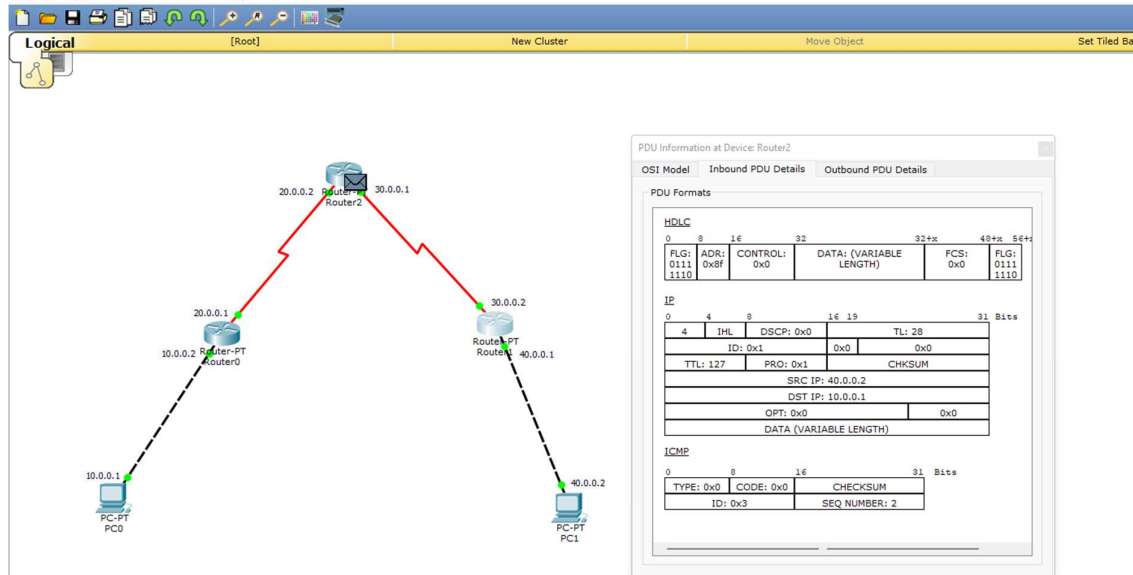 Logical
[Root]
New Cluster
Move Object
Set Tiled Ba
20.0.0.2
Router-P
30.0.0.1
Router2
20.0.0.1
10.0.0.2
Router-PT
Router0
30.0.0.2
Router-PT
Router1
40.0.0.1
10.0.0.1
PC-PT
PC0
40.0.0.2
PC-PT
PC1
PDU Information at Device: Router2
OSI Model Inbound PDU Details Outbound PDU Details
PDU Formats
HDLC
0 8 16 32 32+x 48+x 56+x
FLG: 0111 1110
ADR: 0x8f
CONTROL: 0x0
DATA: (VARIABLE LENGTH)
FCS: 0x0
FLG: 0111 1110
IP
0 4 8 16 19 31 Bits
4 IHL DSCP: 0x0 TL: 28
ID: 0x1 0x0 0x0
TTL: 127 PRO: 0x1 CHKSUM
SRC IP: 40.0.0.2
DST IP: 10.0.0.1
OPT: 0x0 0x0
DATA (VARIABLE LENGTH)
ICMP
0 8 16 31 Bits
TYPE: 0x0 CODE: 0x0 CHECKSUM
ID: 0x3 SEQ NUMBER: 2